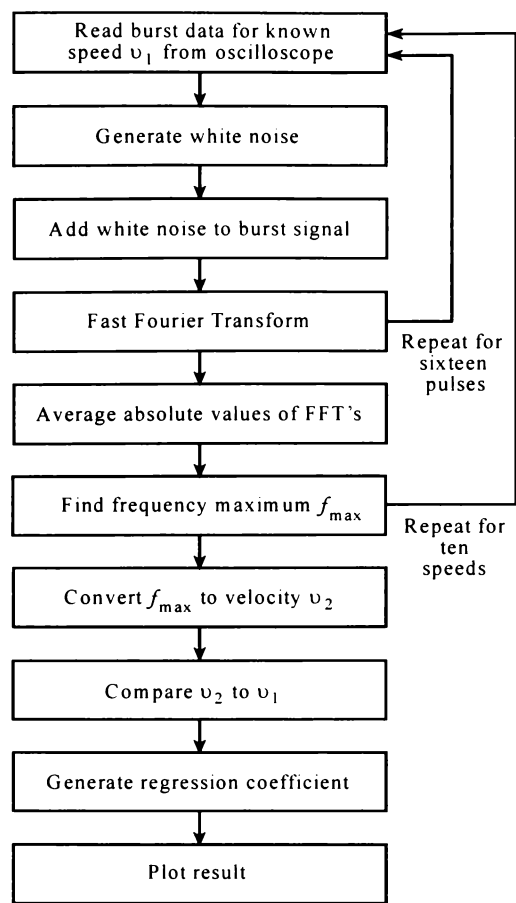 Read burst data for known
speed υ₁ from oscilloscope
Generate white noise
Add white noise to burst signal
Fast Fourier Transform
Repeat for
sixteen
pulses
Average absolute values of FFT's
Find frequency maximum fmax
Repeat for
ten
speeds
Convert fmax to velocity υ₂
Compare υ₂ to υ₁
Generate regression coefficient
Plot result